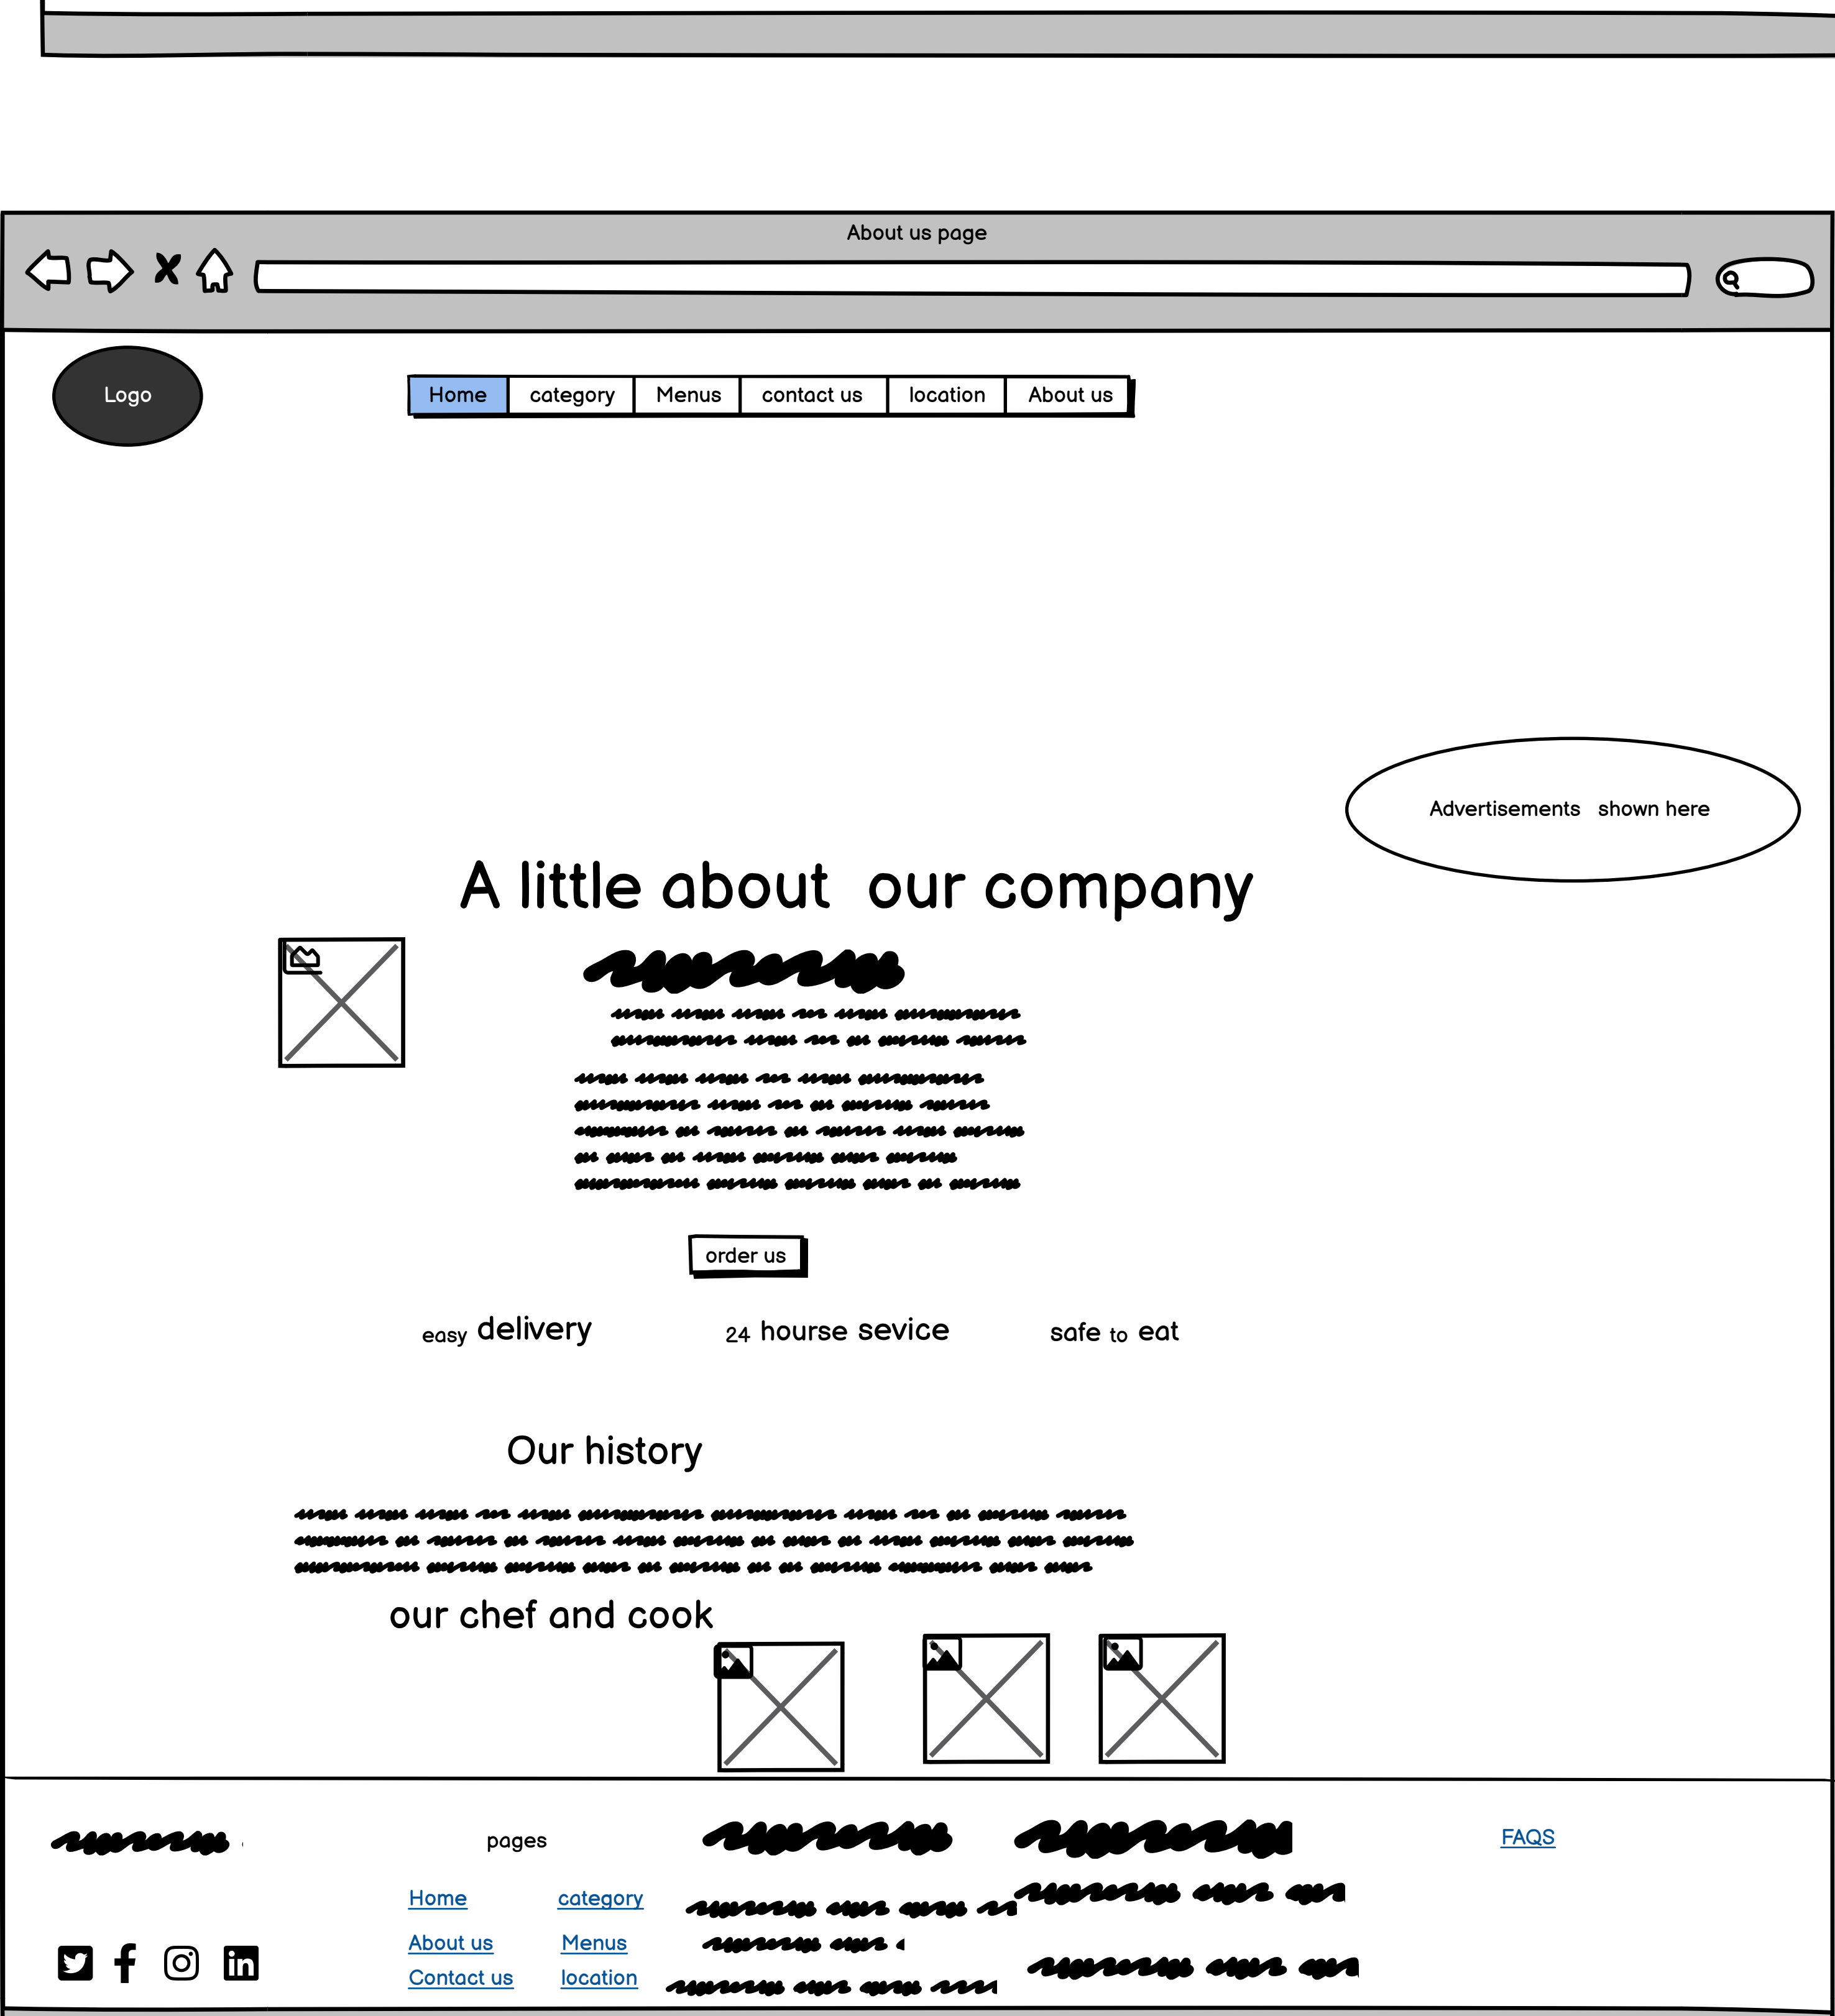 About us page
Logo
Home category Menus contact us location About us
Advertisements shown here
A little about our company
order us
easy delivery 24 hourse sevice safe to eat
Our history
our chef and cook
pages FAQS
Home category
About us Menus
Contact us location